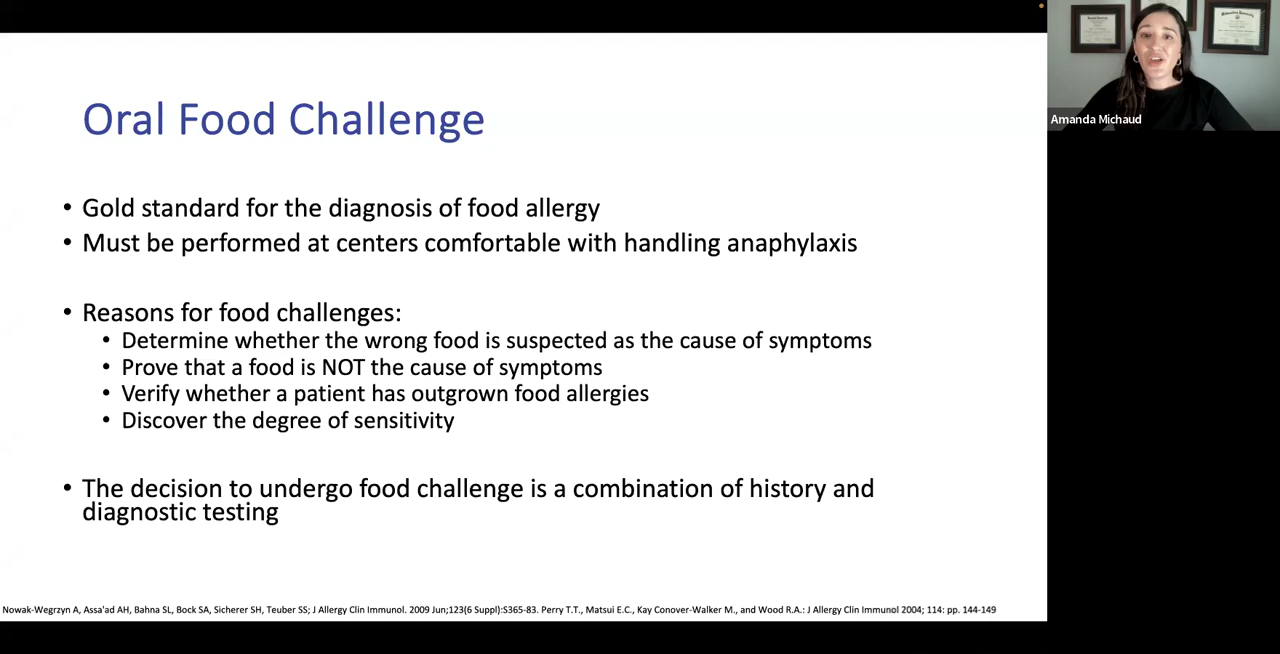 Oral Food Challenge
• Gold standard for the diagnosis of food allergy
• Must be performed at centers comfortable with handling anaphylaxis
• Reasons for food challenges:
• Determine whether the wrong food is suspected as the cause of symptoms
• Prove that a food is NOT the cause of symptoms
• Verify whether a patient has outgrown food allergies
• Discover the degree of sensitivity
• The decision to undergo food challenge is a combination of history and
diagnostic testing
Nowak-Wegrzyn A, Assa'ad AH, Bahna SL, Bock SA, Sicherer SH, Teuber SS; J Allergy Clin Immunol. 2009 Jun;123(6 Suppl):S365-83. Perry T.T., Matsui E.C., Kay Conover-Walker M., and Wood R.A.: J Allergy Clin Immunol 2004; 114: pp. 144-149
Amanda Michaud